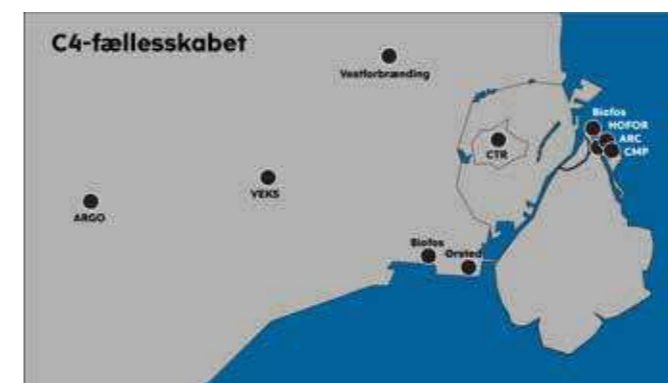 C4-fællesskabet
Vestforbrænding
Biofos
HOFOR
ARC
CMP
CTR
VEKS
ARGO
Biofos
Ørsted